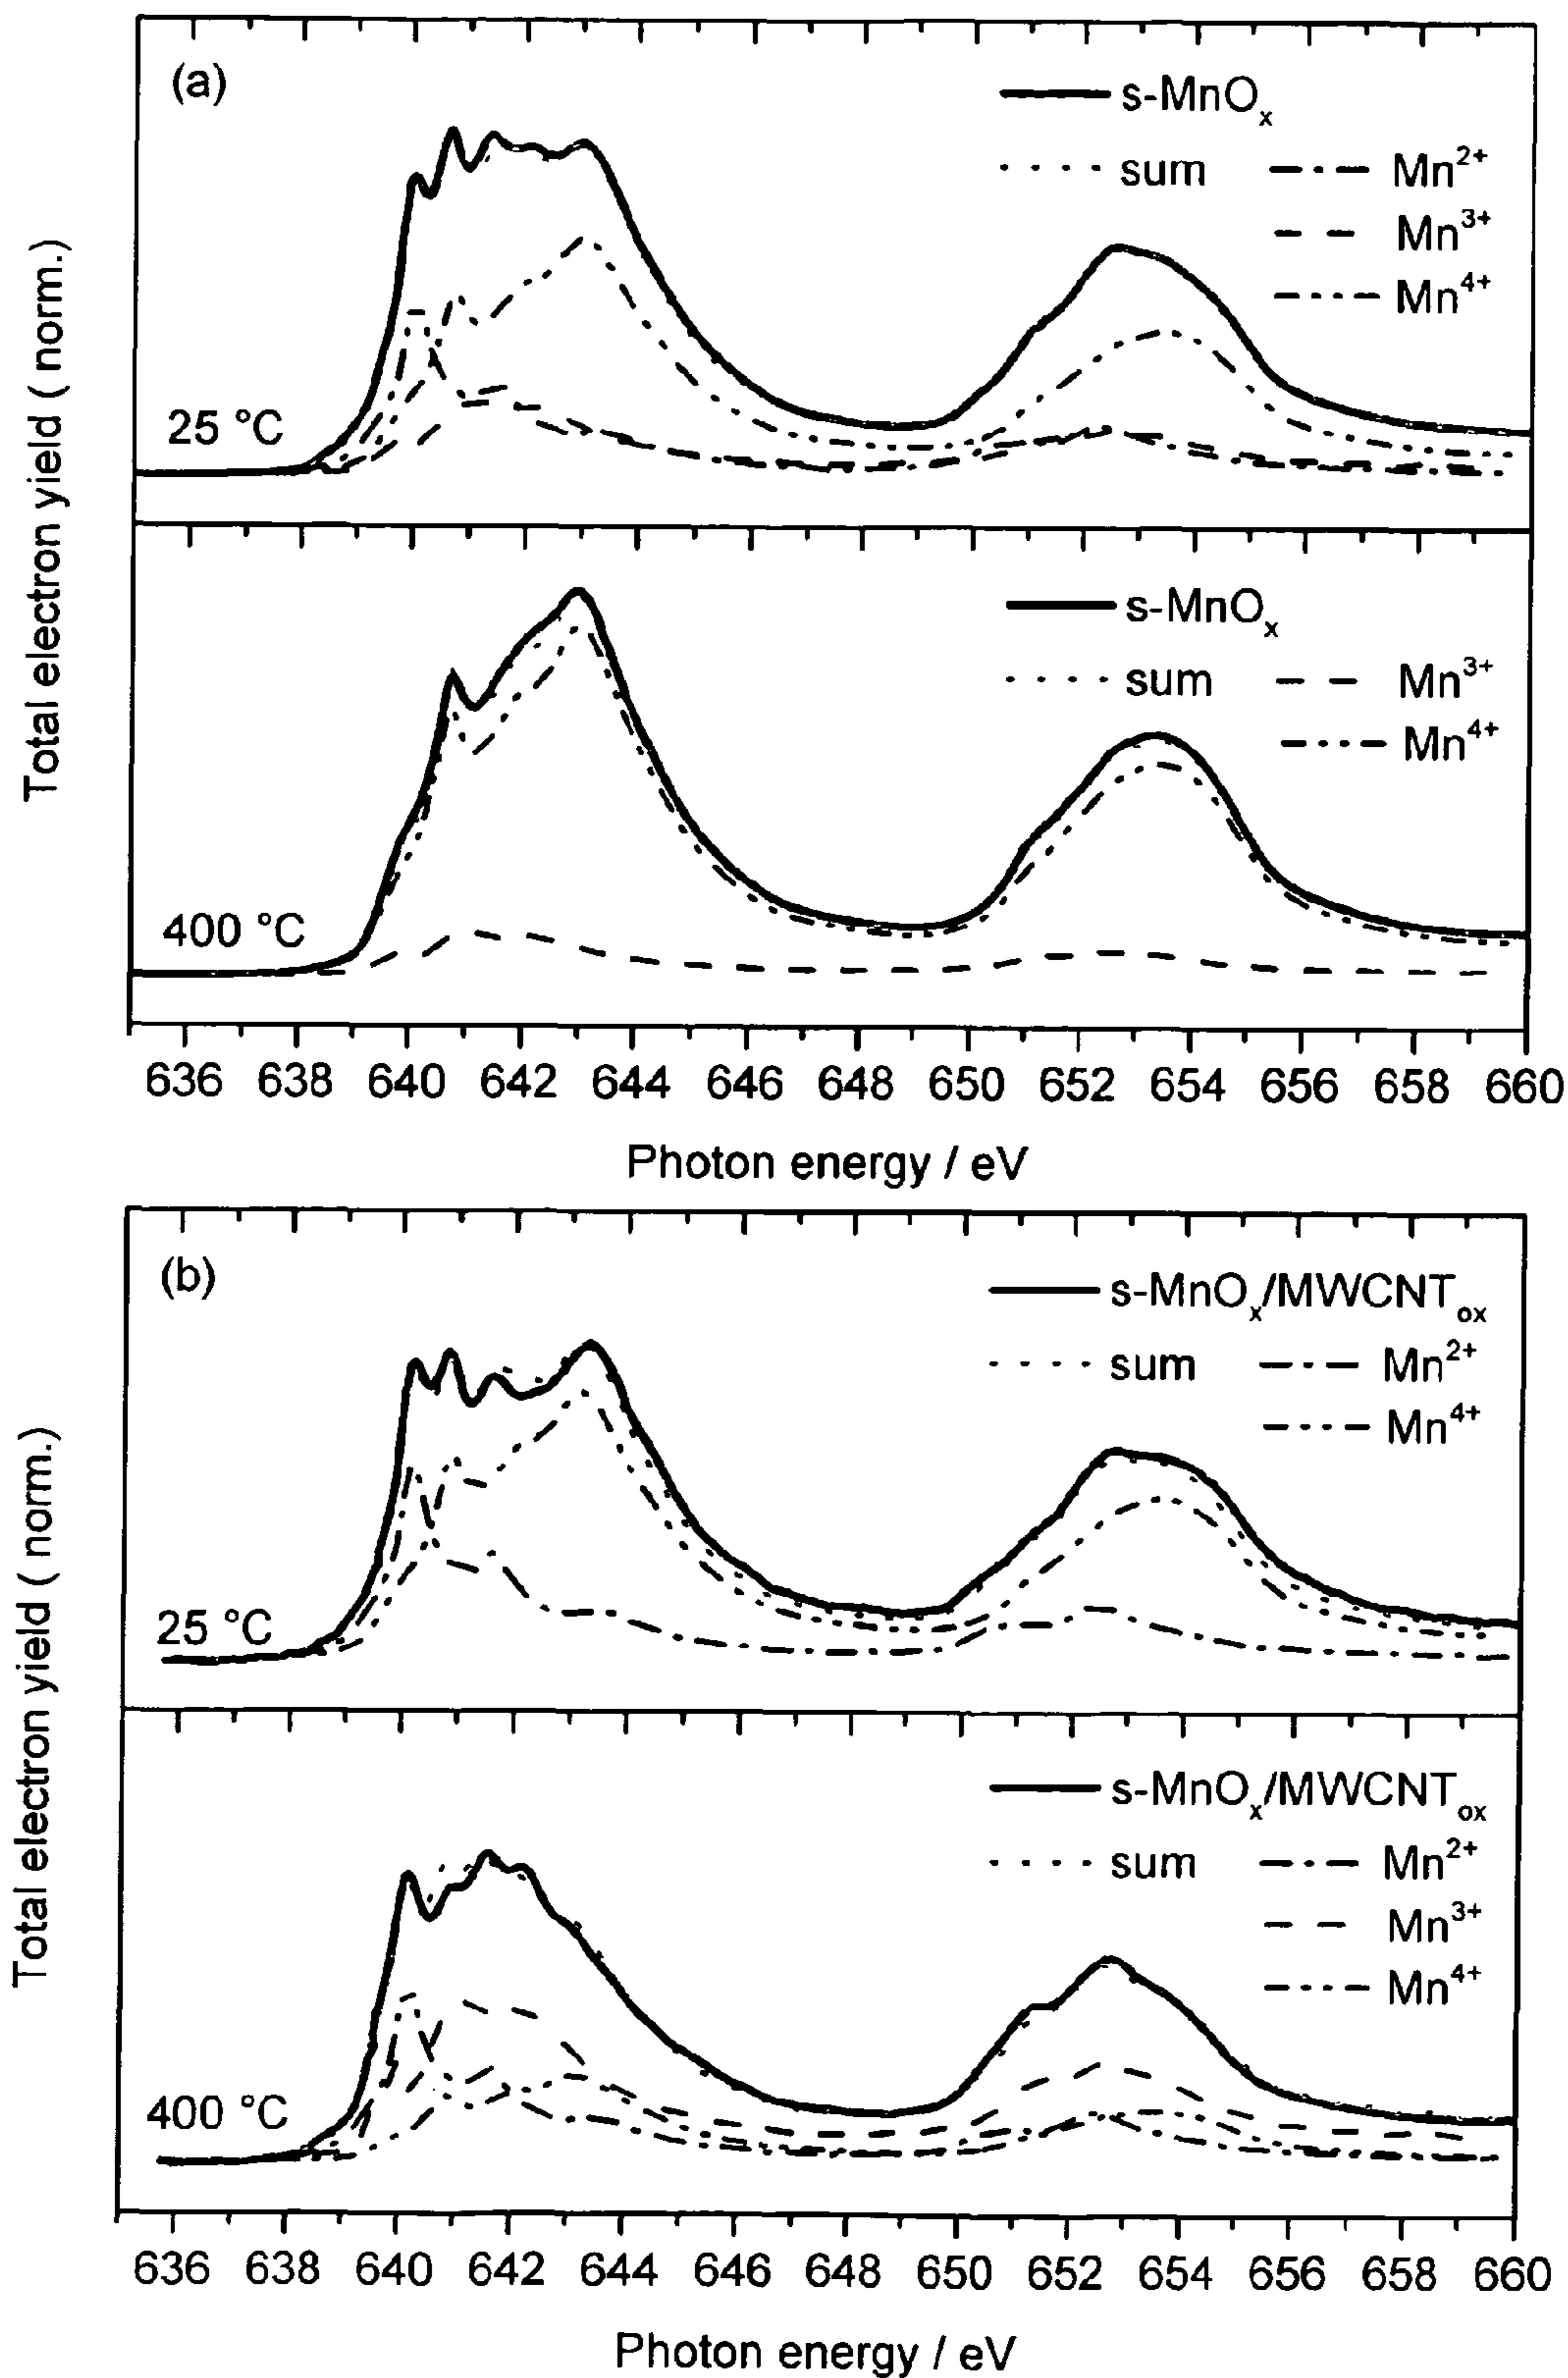 (a)
s-MnOₓ
sum Mn²⁺
Mn³⁺
Mn⁴⁺
25 °C
Total electron yield ( norm.)
s-MnOₓ
sum Mn³⁺
Mn⁴⁺
400 °C
636 638 640 642 644 646 648 650 652 654 656 658 660
Photon energy / eV
(b)
s-MnOₓ/MWCNTₒₓ
sum Mn²⁺
Mn⁴⁺
25 °C
Total electron yield ( norm.)
s-MnOₓ/MWCNTₒₓ
sum Mn²⁺
Mn³⁺
Mn⁴⁺
400 °C
636 638 640 642 644 646 648 650 652 654 656 658 660
Photon energy / eV